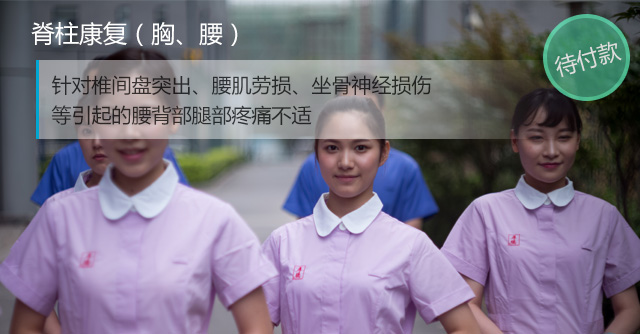 脊柱康复（胸、腰）
待付款
针对椎间盘突出、腰肌劳损、坐骨神经损伤
等引起的腰背部腿部疼痛不适